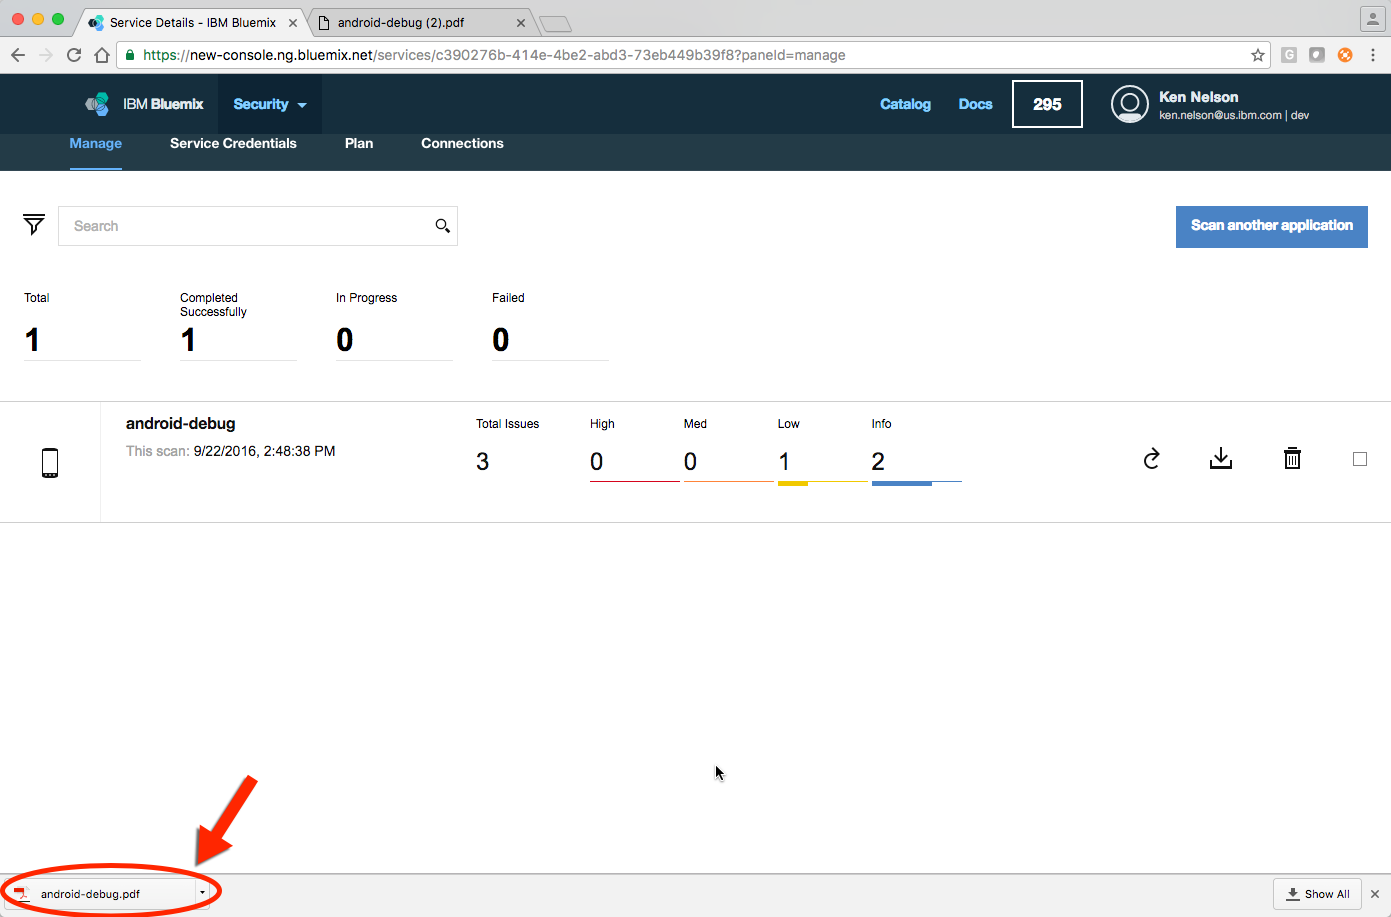 Service Details - IBM Bluemix
android-debug (2).pdf
https://new-console.ng.bluemix.net/services/c390276b-414e-4be2-abd3-73eb449b39f8?paneId=manage
IBM Bluemix
Security
Catalog
Docs
295
Ken Nelson
ken.nelson@us.ibm.com | dev
Manage
Service Credentials
Plan
Connections
Search
Scan another application
Total
Completed
Successfully
In Progress
Failed
1
1
0
0
android-debug
This scan: 9/22/2016, 2:48:38 PM
Total Issues
High
Med
Low
Info
3
0
0
1
2
android-debug.pdf
Show All